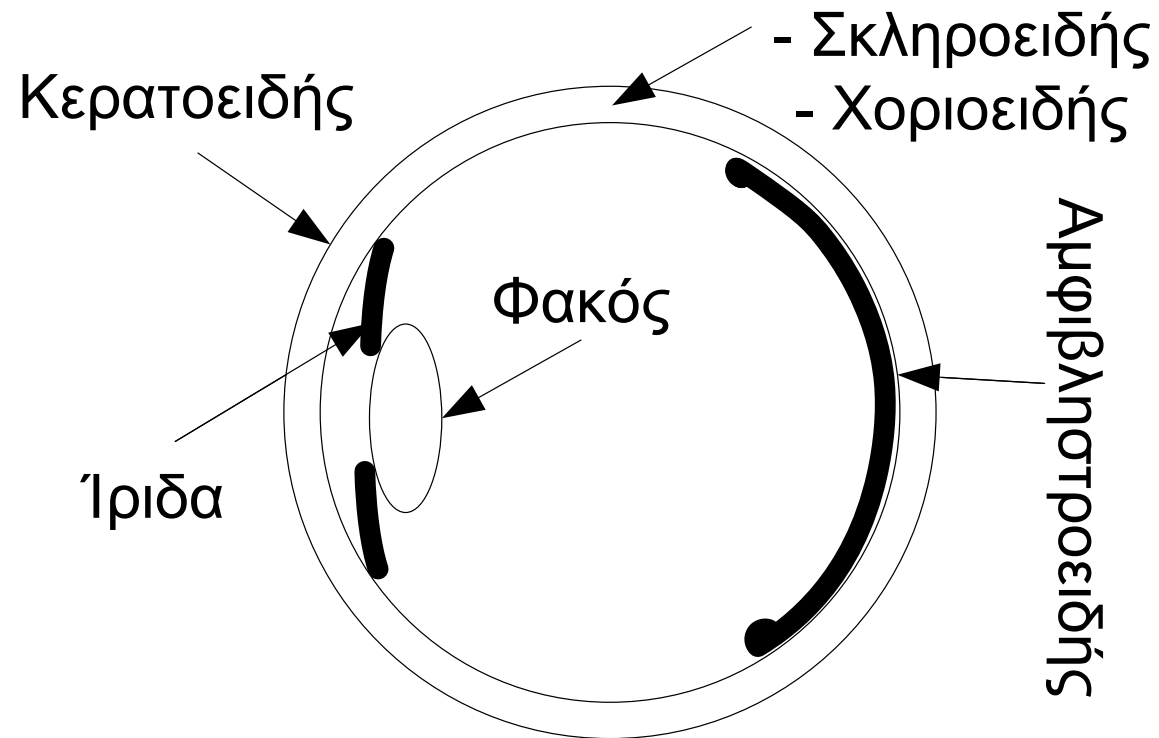 - Σκληροειδής
- Χοριοειδής
Κερατοειδής
Αμφιβληστροειδής
Φακός
Ίριδα